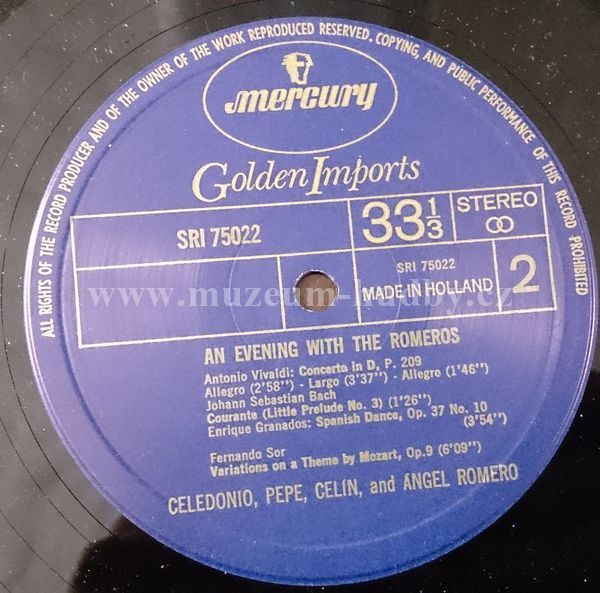 ALL RIGHTS OF THE RECORD PRODUCER AND OF THE OWNER OF THE WORK REPRODUCED RESERVED. COPYING, AND PUBLIC PERFORMANCE OF THIS RECORD PROHIBITED
mercury
Golden Imports
SRI 75022
33 1/3
STEREO
SRI 75022
MADE IN HOLLAND
2
www.muzeum-hudby.cz
AN EVENING WITH THE ROMEROS
Antonio Vivaldi: Concerto in D, P. 209
Allegro (2'58'') - Largo (3'37'') - Allegro (1'46'')
Johann Sebastian Bach
Courante (Little Prelude No. 3) (1'26'')
Enrique Granados: Spanish Dance, Op. 37 No. 10
(3'54'')
Fernando Sor
Variations on a Theme by Mozart, Op.9 (6'09'')
CELEDONIO, PEPE, CELÍN, and ANGEL ROMERO